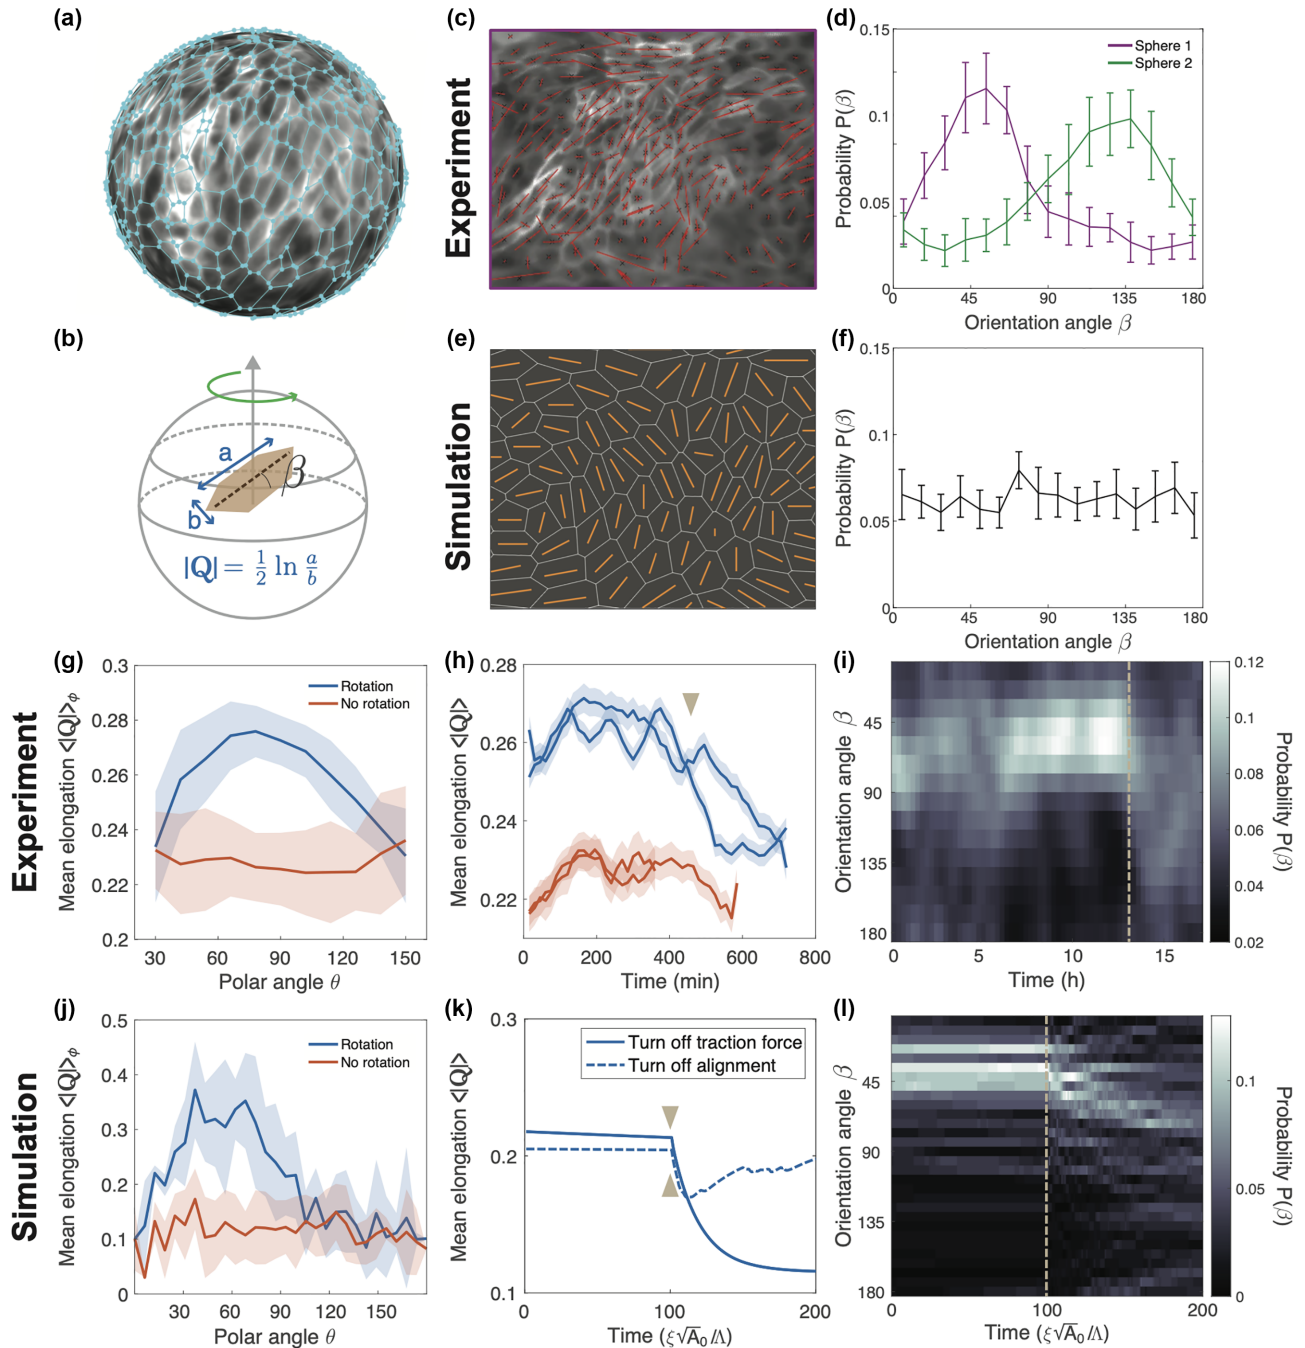 (a)
(b)
a
b
β
|Q| = 1/2 ln a/b
(c)
Experiment
(d)
0.15
0.1
0.05
0
Probability P(β)
Sphere 1
Sphere 2
0
45
90
135
180
Orientation angle β
(e)
Simulation
(f)
0.15
0.1
0.05
0
Probability P(β)
0
45
90
135
180
Orientation angle β
Experiment
(g)
0.3
0.28
0.26
0.24
0.22
0.2
Mean elongation <|Q|>ϕ
Rotation
No rotation
30
60
90
120
150
Polar angle θ
(h)
0.28
0.26
0.24
0.22
Mean elongation <|Q|>
0
200
400
600
800
Time (min)
(i)
45
90
135
180
Orientation angle β
0
5
10
15
Time (h)
0.12
0.1
0.08
0.06
0.04
0.02
Probability P(β)
Simulation
(j)
0.5
0.4
0.3
0.2
0.1
0
Mean elongation <|Q|>ϕ
Rotation
No rotation
30
60
90
120
150
Polar angle θ
(k)
0.3
0.2
0.1
Mean elongation <|Q|>
Turn off traction force
Turn off alignment
0
100
200
Time (ξ√A₀/Λ)
(l)
45
90
135
180
Orientation angle β
0
100
200
Time (ξ√A₀/Λ)
0.1
0.05
0
Probability P(β)